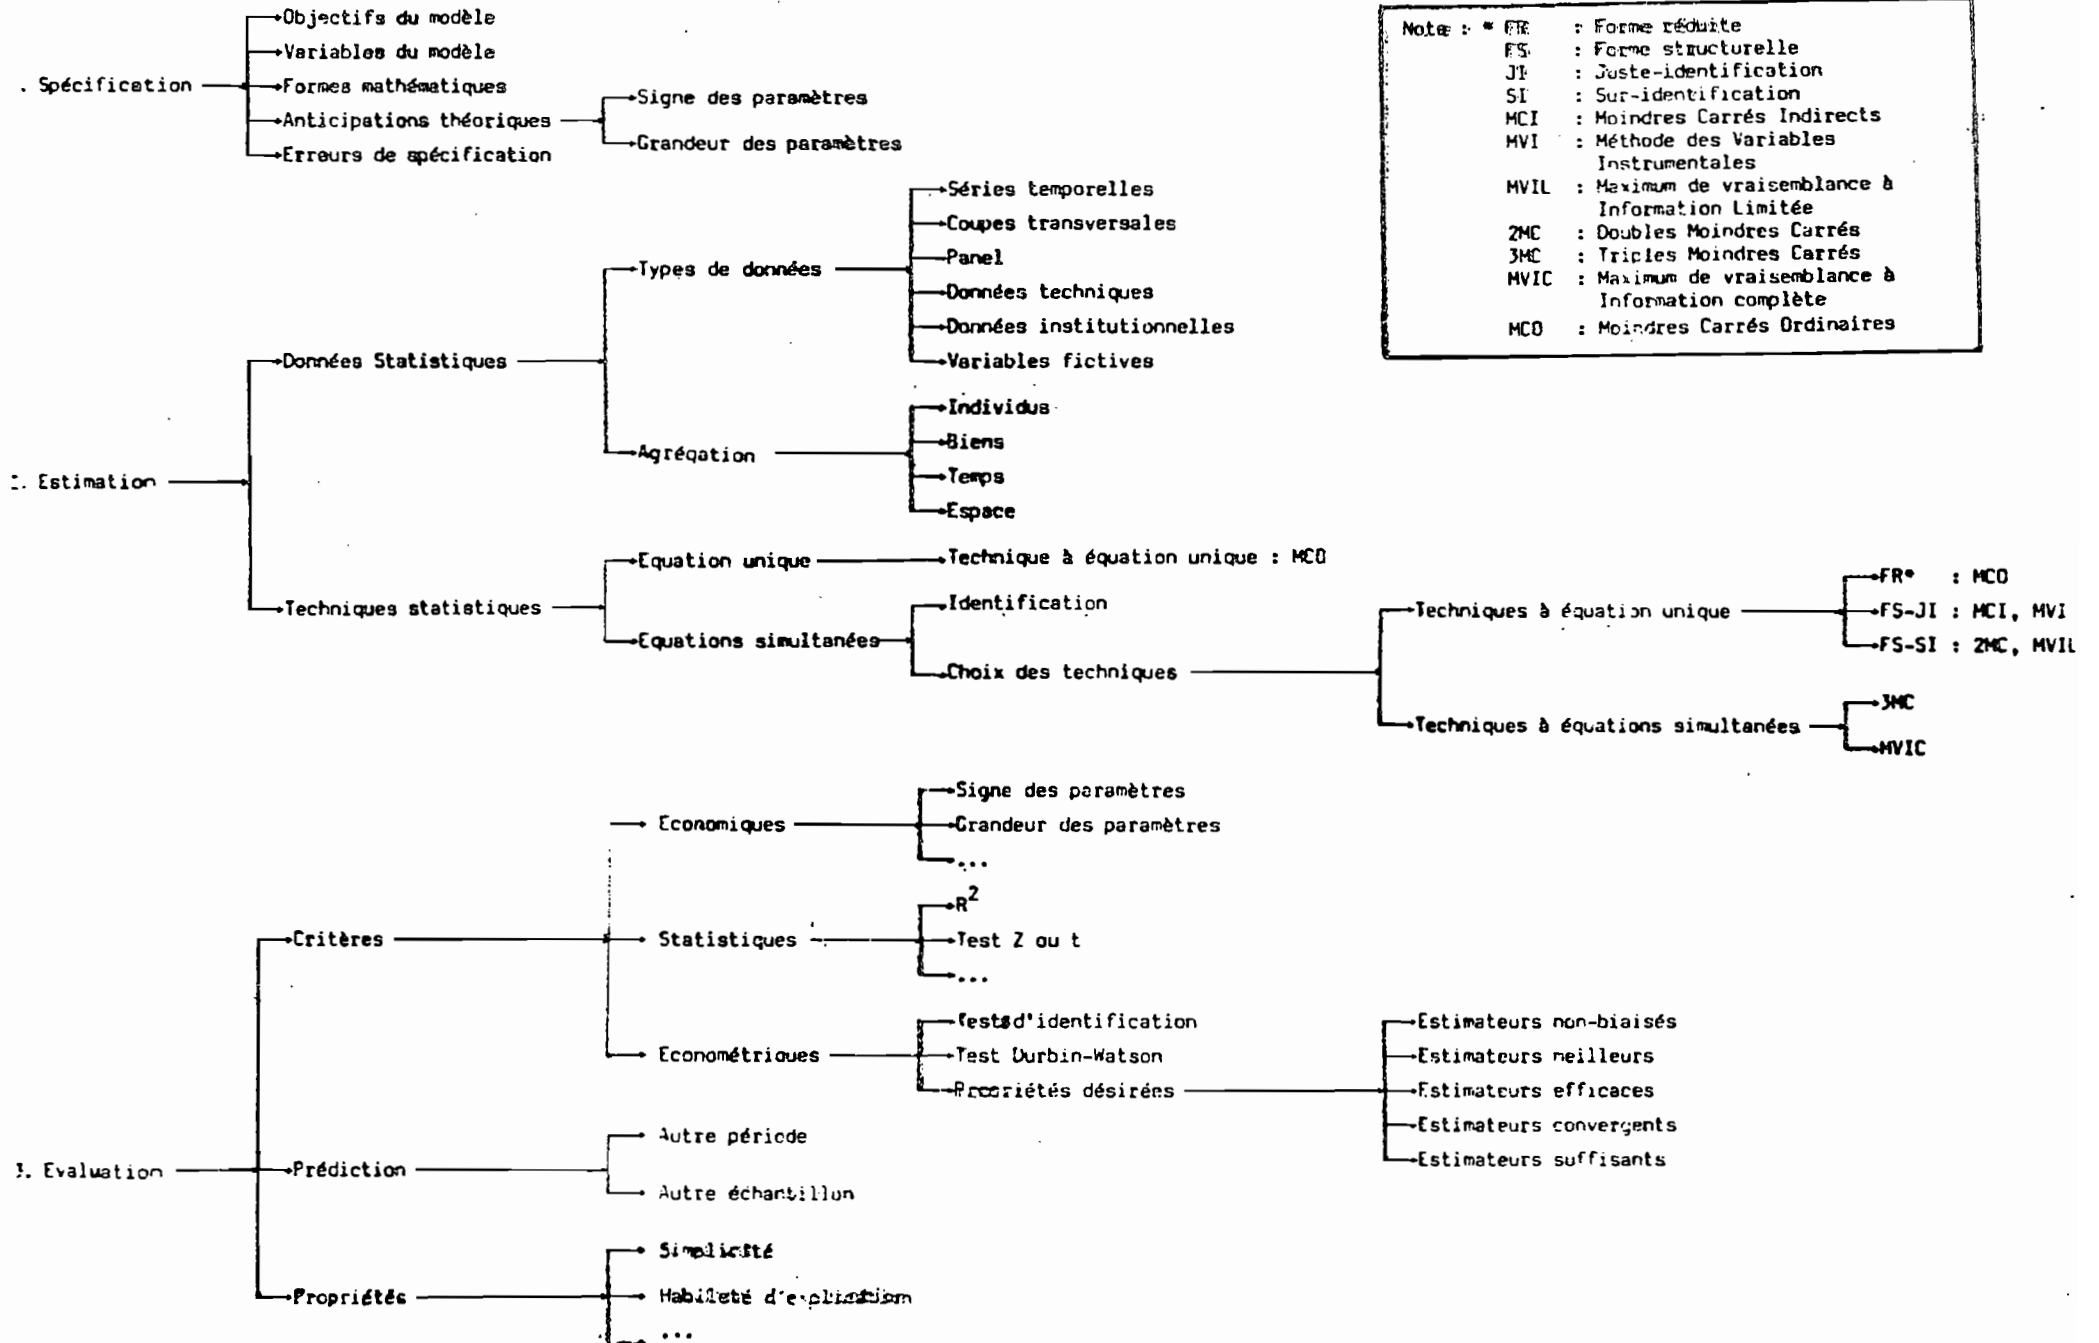 Objectifs du modèle
Variables du modèle
. Spécification
Formes mathématiques
Anticipations théoriques
Erreurs de spécification
Signe des paramètres
Grandeur des paramètres
Note : * FR : Forme réduite
FS : Forme structurelle
JI : Juste-identification
SI : Sur-identification
MCI : Moindres Carrés Indirects
MVI : Méthode des Variables
Instrumentales
MVIL : Maximum de vraisemblance à
Information Limitée
2MC : Doubles Moindres Carrés
3MC : Triples Moindres Carrés
MVIC : Maximum de vraisemblance à
Information complète
MCO : Moindres Carrés Ordinaires
. Estimation
Données Statistiques
Types de données
Séries temporelles
Coupes transversales
Panel
Données techniques
Données institutionnelles
Variables fictives
Agrégation
Individus
Biens
Temps
Espace
Techniques statistiques
Equation unique
Technique à équation unique : MCO
Equations simultanées
Identification
Choix des techniques
Techniques à équation unique
FR* : MCO
FS-JI : MCI, MVI
FS-SI : 2MC, MVIL
Techniques à équations simultanées
3MC
MVIC
3. Evaluation
Critères
Economiques
Signe des paramètres
Grandeur des paramètres
...
Statistiques
R²
Test Z ou t
...
Econométriques
Tests d'identification
Test Durbin-Watson
Propriétés désirées
Estimateurs non-biaisés
Estimateurs meilleurs
Estimateurs efficaces
Estimateurs convergents
Estimateurs suffisants
Prédiction
Autre période
Autre échantillon
Propriétés
Simplicité
Habileté d'explication
...